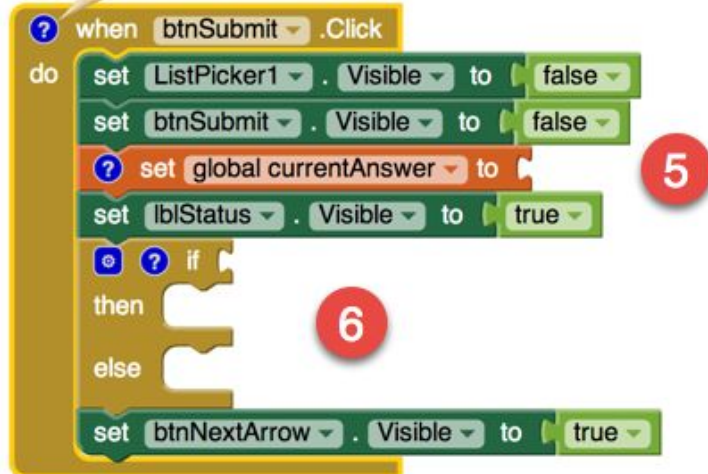 ? when btnSubmit .Click
do set ListPicker1 . Visible to false
set btnSubmit . Visible to false
? set global currentAnswer to
5
set lblStatus . Visible to true
? if
then
6
else
set btnNextArrow . Visible to true